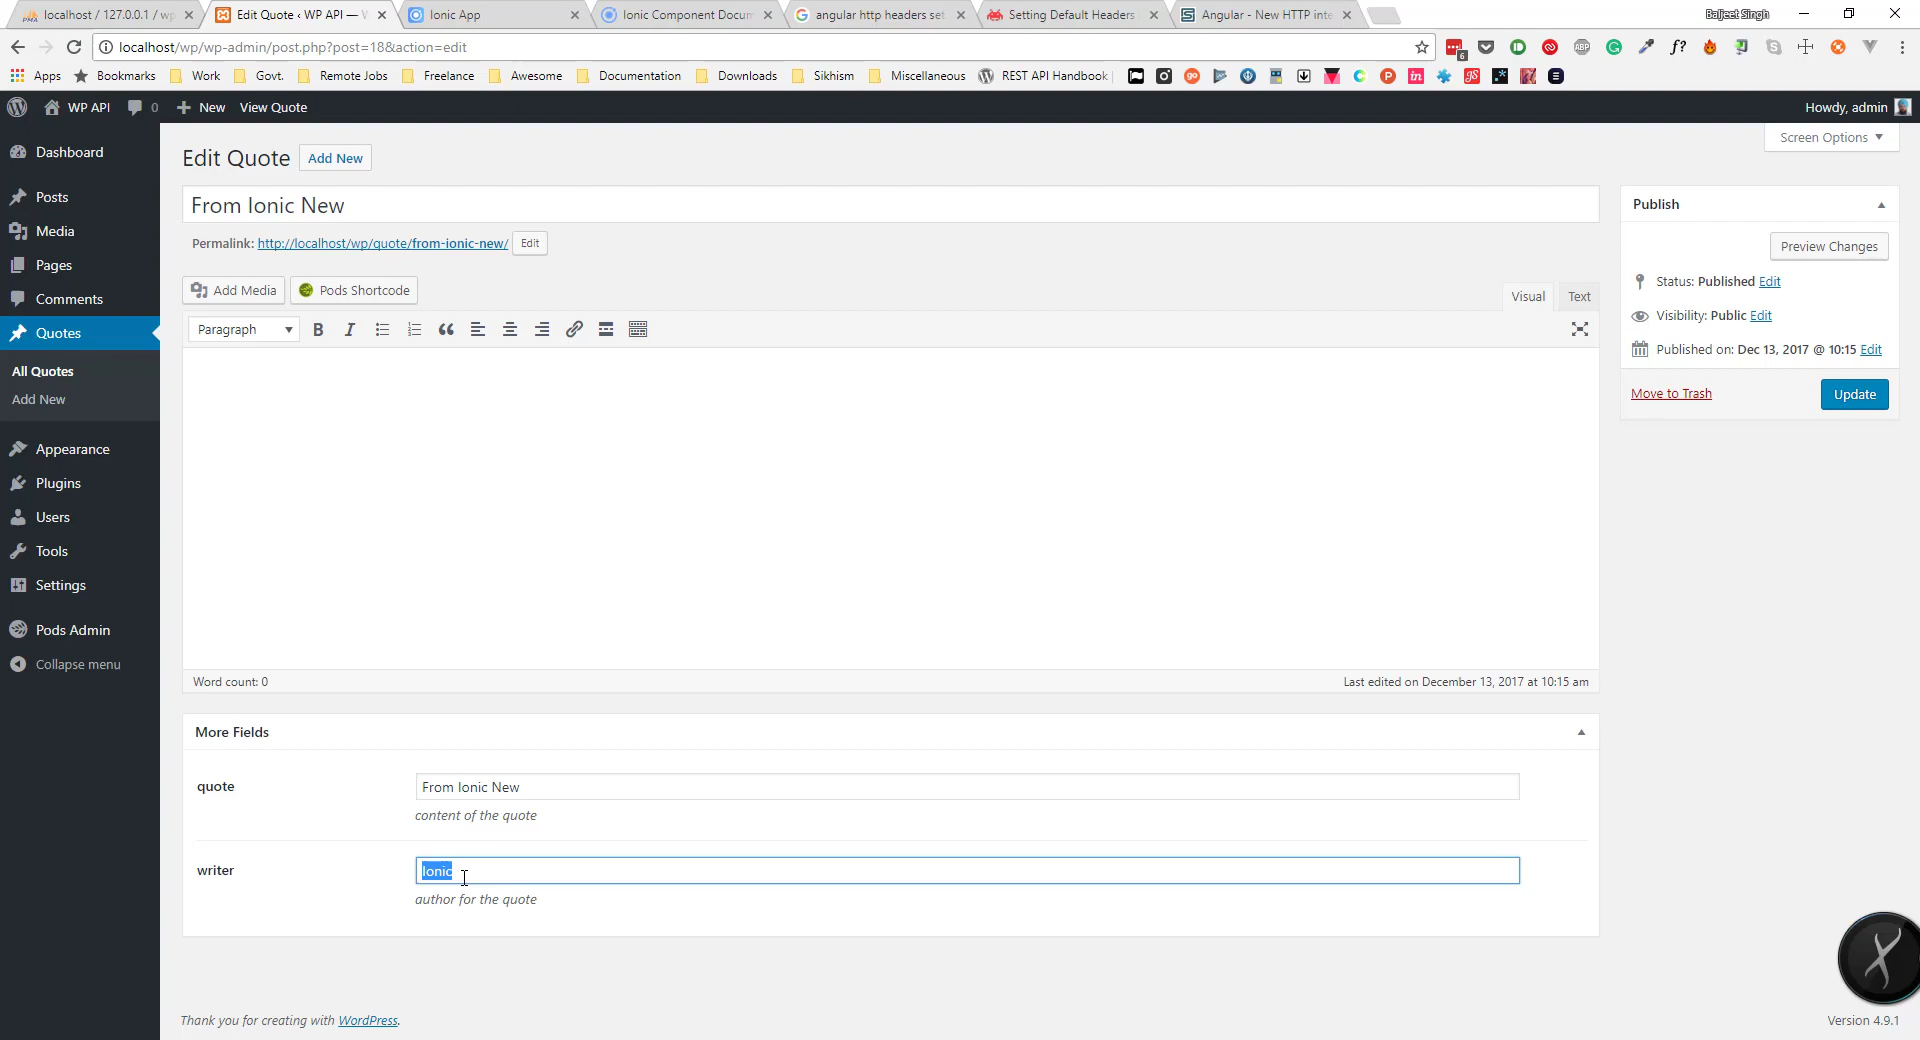 localhost / 127.0.0.1 / wp
Edit Quote ‹ WP API —
Ionic App
Ionic Component Docum
angular http headers set
Setting Default Headers
Angular - New HTTP inte
Baljeet Singh
localhost/wp/wp-admin/post.php?post=18&action=edit
6
ABP
f?
Apps
Bookmarks
Work
Govt.
Remote Jobs
Freelance
Awesome
Documentation
Downloads
Sikhism
Miscellaneous
REST API Handbook
WP API
0
New
View Quote
Howdy, admin
Screen Options
Dashboard
Posts
Media
Pages
Comments
Quotes
All Quotes
Add New
Appearance
Plugins
Users
Tools
Settings
Pods Admin
Collapse menu
Edit Quote
Add New
From Ionic New
Permalink: http://localhost/wp/quote/from-ionic-new/
Edit
Add Media
Pods Shortcode
Visual
Text
Paragraph
Word count: 0
Last edited on December 13, 2017 at 10:15 am
Publish
Preview Changes
Status: Published Edit
Visibility: Public Edit
Published on: Dec 13, 2017 @ 10:15 Edit
Move to Trash
Update
More Fields
quote
From Ionic New
content of the quote
writer
Ionic
author for the quote
Thank you for creating with WordPress.
Version 4.9.1